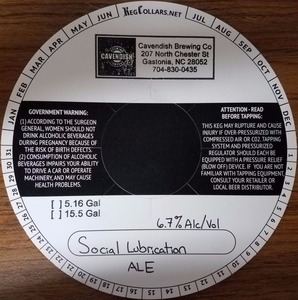 KegCollars.net
JAN FEB MAR APR MAY JUN JUL AUG SEP OCT NOV DEC
CAVENDISH
Cavendish Brewing Co
207 North Chester St
Gastonia, NC 28052
704-830-0435
GOVERNMENT WARNING:
(1) ACCORDING TO THE SURGEON
GENERAL, WOMEN SHOULD NOT
DRINK ALCOHOLIC BEVERAGES
DURING PREGNANCY BECAUSE OF
THE RISK OF BIRTH DEFECTS.
(2) CONSUMPTION OF ALCOHOLIC
BEVERAGES IMPAIRS YOUR ABILITY
TO DRIVE A CAR OR OPERATE
MACHINERY, AND MAY CAUSE
HEALTH PROBLEMS.
ATTENTION - READ
BEFORE TAPPING:
THIS KEG MAY RUPTURE AND CAUSE
INJURY IF OVER-PRESSURIZED WITH
COMPRESSED AIR OR CO2. TAPPING
SYSTEM AND PRESSURIZED
REGULATOR SHOULD EACH BE
EQUIPPED WITH A PRESSURE RELIEF
(BLOW OFF) DEVICE. IF YOU ARE NOT
FAMILIAR WITH TAPPING EQUIPMENT
CONSULT YOUR RETAILER OR
LOCAL BEER DISTRIBUTOR.
[ ] 5.16 Gal
[ ] 15.5 Gal
6.7% Alc/Vol
Social Lubrication
ALE